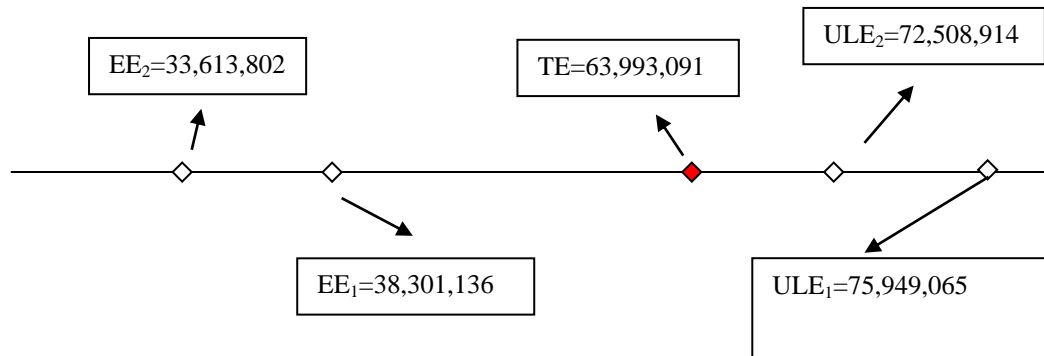 ULE₂=72,508,914
EE₂=33,613,802
TE=63,993,091
EE₁=38,301,136
ULE₁=75,949,065